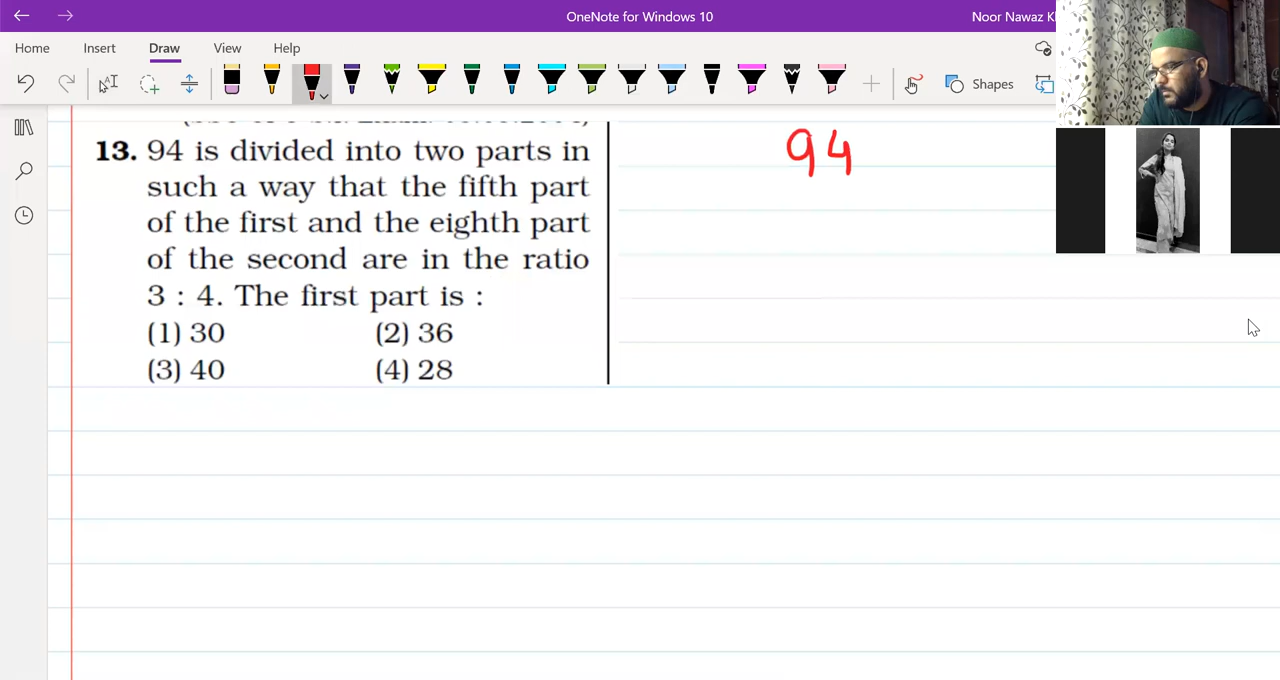 OneNote for Windows 10
Noor Nawaz K
Home Insert Draw View Help
Shapes
13. 94 is divided into two parts in
such a way that the fifth part
of the first and the eighth part
of the second are in the ratio
3 : 4. The first part is :
(1) 30 (2) 36
(3) 40 (4) 28
94